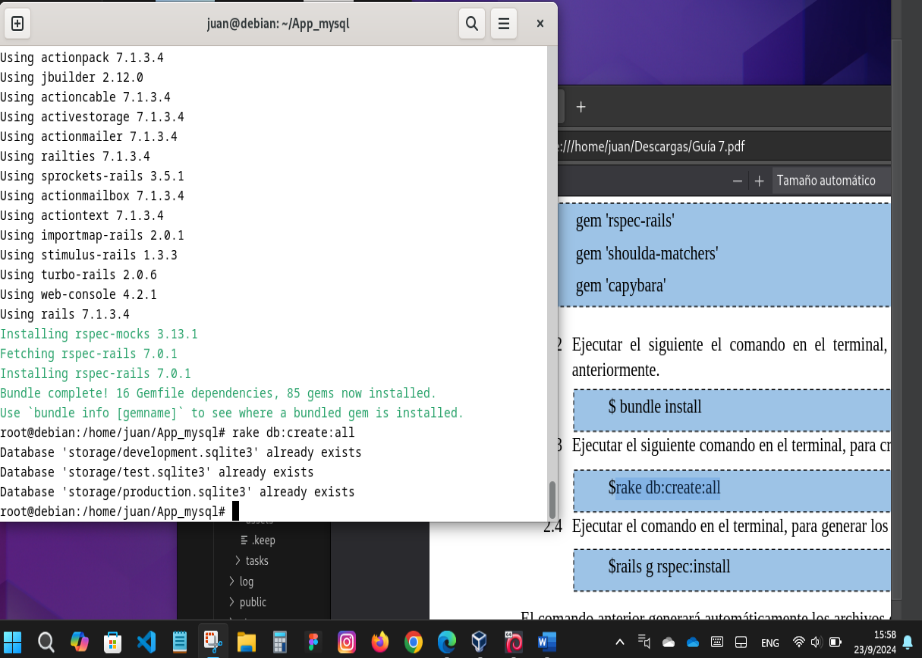 juan@debian: ~/App_mysql
Using actionpack 7.1.3.4
Using jbuilder 2.12.0
Using actioncable 7.1.3.4
Using activestorage 7.1.3.4
Using actionmailer 7.1.3.4
Using railties 7.1.3.4
Using sprockets-rails 3.5.1
Using actionmailbox 7.1.3.4
Using actiontext 7.1.3.4
Using importmap-rails 2.0.1
Using stimulus-rails 1.3.3
Using turbo-rails 2.0.6
Using web-console 4.2.1
Using rails 7.1.3.4
Installing rspec-mocks 3.13.1
Fetching rspec-rails 7.0.1
Installing rspec-rails 7.0.1
Bundle complete! 16 Gemfile dependencies, 85 gems now installed.
Use `bundle info [gemname]` to see where a bundled gem is installed.
root@debian:/home/juan/App_mysql# rake db:create:all
Database 'storage/development.sqlite3' already exists
Database 'storage/test.sqlite3' already exists
Database 'storage/production.sqlite3' already exists
root@debian:/home/juan/App_mysql#
:///home/juan/Descargas/Guía 7.pdf
Tamaño automático
gem 'rspec-rails'
gem 'shoulda-matchers'
gem 'capybara'
2 Ejecutar el siguiente el comando en el terminal,
anteriormente.
$ bundle install
3 Ejecutar el siguiente comando en el terminal, para cr
$rake db:create:all
2.4 Ejecutar el comando en el terminal, para generar los
$rails g rspec:install
El comando anterior generará automáticamente los archivos
.keep
tasks
log
public
ENG
15:58
23/9/2024